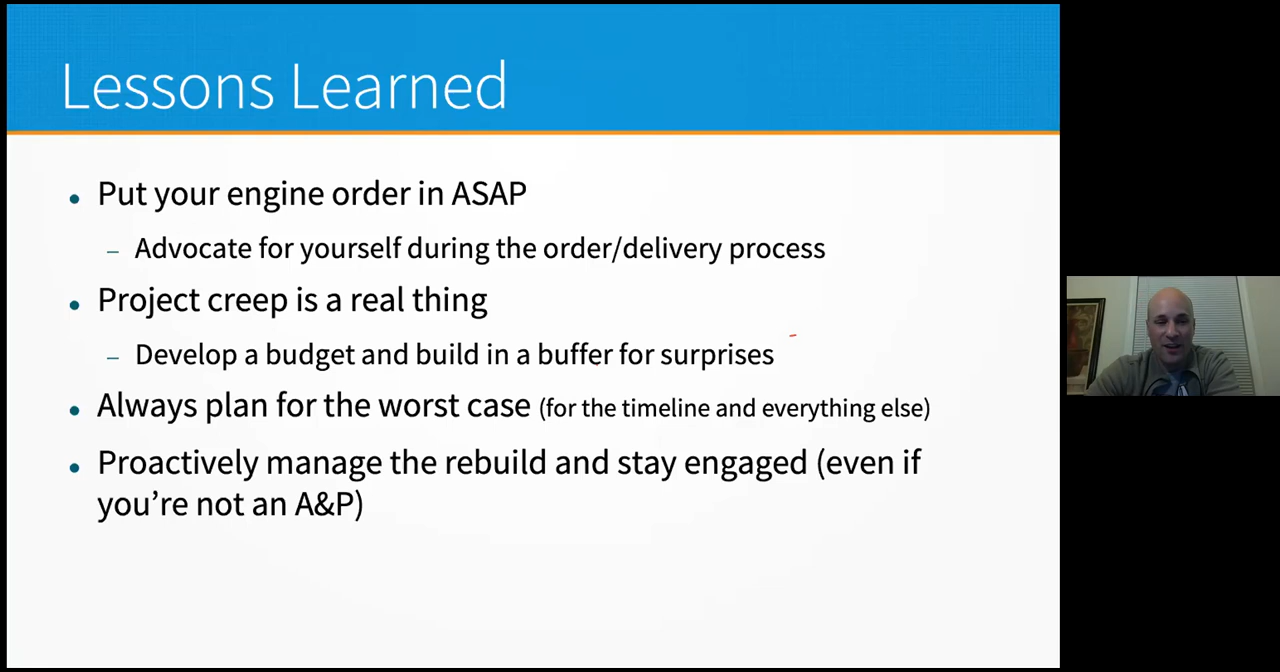 Lessons Learned
• Put your engine order in ASAP
– Advocate for yourself during the order/delivery process
• Project creep is a real thing
– Develop a budget and build in a buffer for surprises
• Always plan for the worst case (for the timeline and everything else)
• Proactively manage the rebuild and stay engaged (even if
you’re not an A&P)